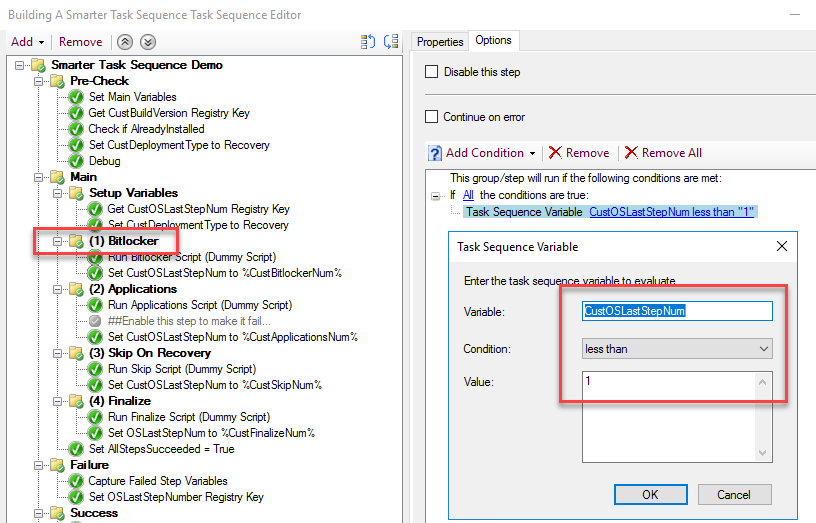 Building A Smarter Task Sequence Task Sequence Editor
Add
Remove
Smarter Task Sequence Demo
Pre-Check
Set Main Variables
Get CustBuildVersion Registry Key
Check if AlreadyInstalled
Set CustDeploymentType to Recovery
Debug
Main
Setup Variables
Get CustOSLastStepNum Registry Key
Set CustDeploymentType to Recovery
(1) Bitlocker
Run Bitlocker Script (Dummy Script)
Set CustOSLastStepNum to %CustBitlockerNum%
(2) Applications
Run Applications Script (Dummy Script)
##Enable this step to make it fail...
Set CustOSLastStepNum to %CustApplicationsNum%
(3) Skip On Recovery
Run Skip Script (Dummy Script)
Set CustOSLastStepNum to %CustSkipNum%
(4) Finalize
Run Finalize Script (Dummy Script)
Set OSLastStepNum to %CustFinalizeNum%
Set AllStepsSucceeded = True
Failure
Capture Failed Step Variables
Set OSLastStepNumber Registry Key
Success
Properties
Options
Disable this step
Continue on error
Add Condition
Remove
Remove All
This group/step will run if the following conditions are met:
If All the conditions are true:
Task Sequence Variable CustOSLastStepNum less than "1"
Task Sequence Variable
Enter the task sequence variable to evaluate
Variable:
CustOSLastStepNum
Condition:
less than
Value:
1
OK
Cancel